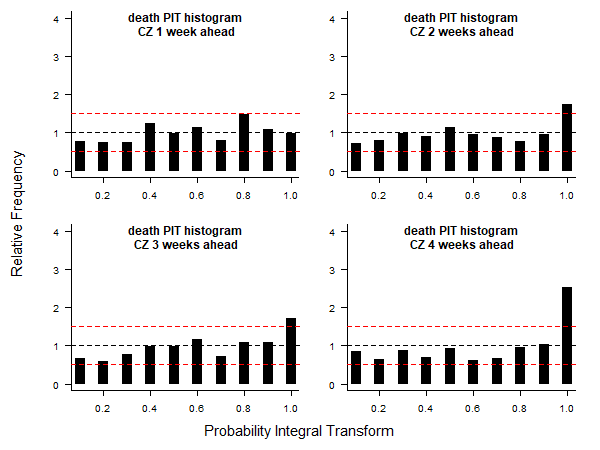 death PIT histogram
CZ 1 week ahead
4
3
2
1
0
0.2 0.4 0.6 0.8 1.0
death PIT histogram
CZ 2 weeks ahead
4
3
2
1
0
0.2 0.4 0.6 0.8 1.0
Relative Frequency
death PIT histogram
CZ 3 weeks ahead
4
3
2
1
0
0.2 0.4 0.6 0.8 1.0
death PIT histogram
CZ 4 weeks ahead
4
3
2
1
0
0.2 0.4 0.6 0.8 1.0
Probability Integral Transform